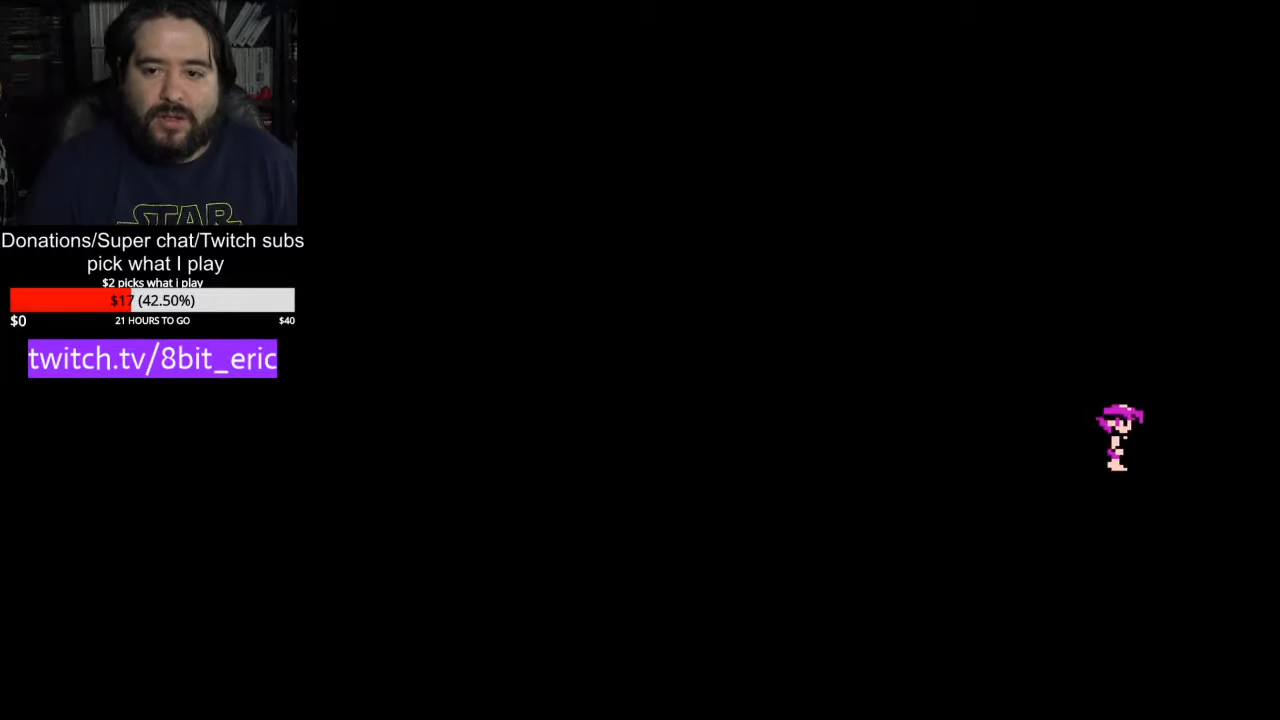 STAR
Donations/Super chat/Twitch subs
pick what I play
$2 picks what i play
$17 (42.50%)
$0
21 HOURS TO GO
$40
twitch.tv/8bit_eric